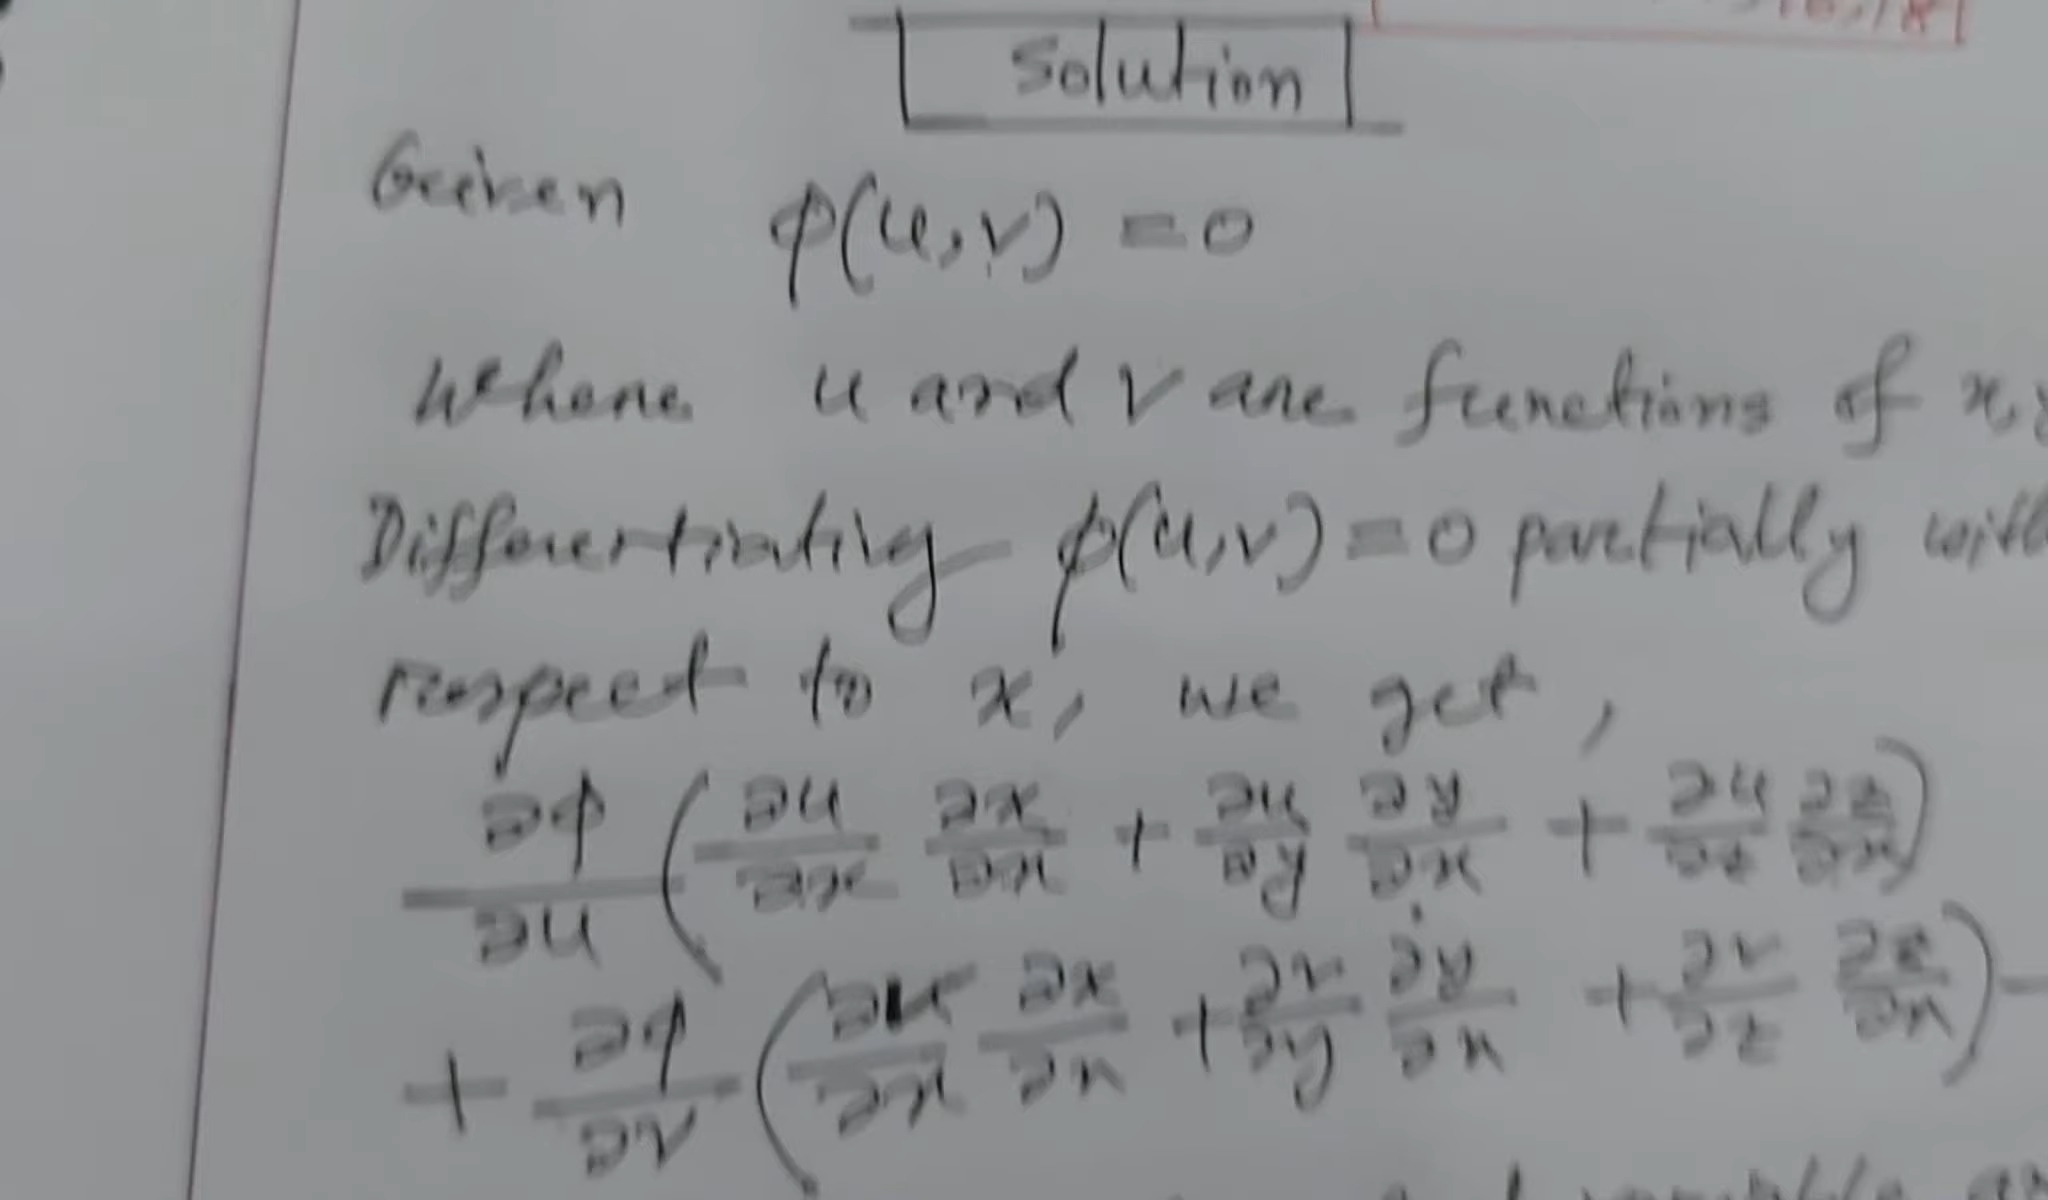 Solution
Given φ(u,v) =0
Where u and v are functions of x,
Differentiating φ(u,v)=0 partially with
respect to x, we get,
∂φ/∂u (∂u/∂x ∂x/∂x + ∂u/∂y ∂y/∂x + ∂u/∂z ∂z/∂x)
+ ∂φ/∂v (∂v/∂x ∂x/∂x + ∂v/∂y ∂y/∂x + ∂v/∂z ∂z/∂x)